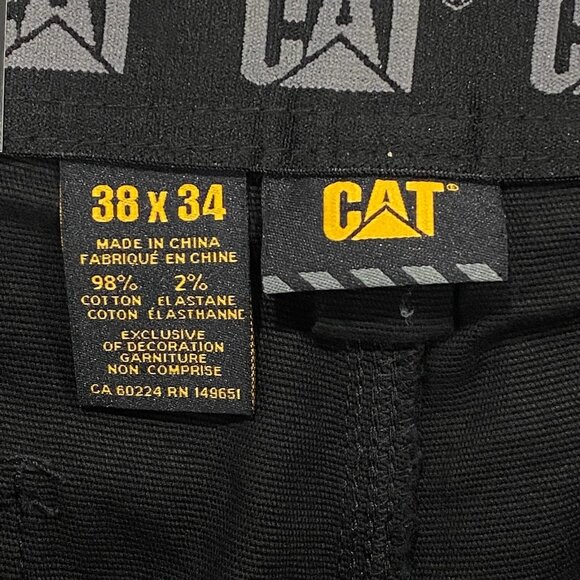 CAT ®
CAT
38 X 34
MADE IN CHINA
FABRIQUÉ EN CHINE
98% 2%
COTTON ELASTANE
COTON ÉLASTHANNE
EXCLUSIVE
OF DECORATION
GARNITURE
NON COMPRISE
CA 60224 RN 149651
CAT®